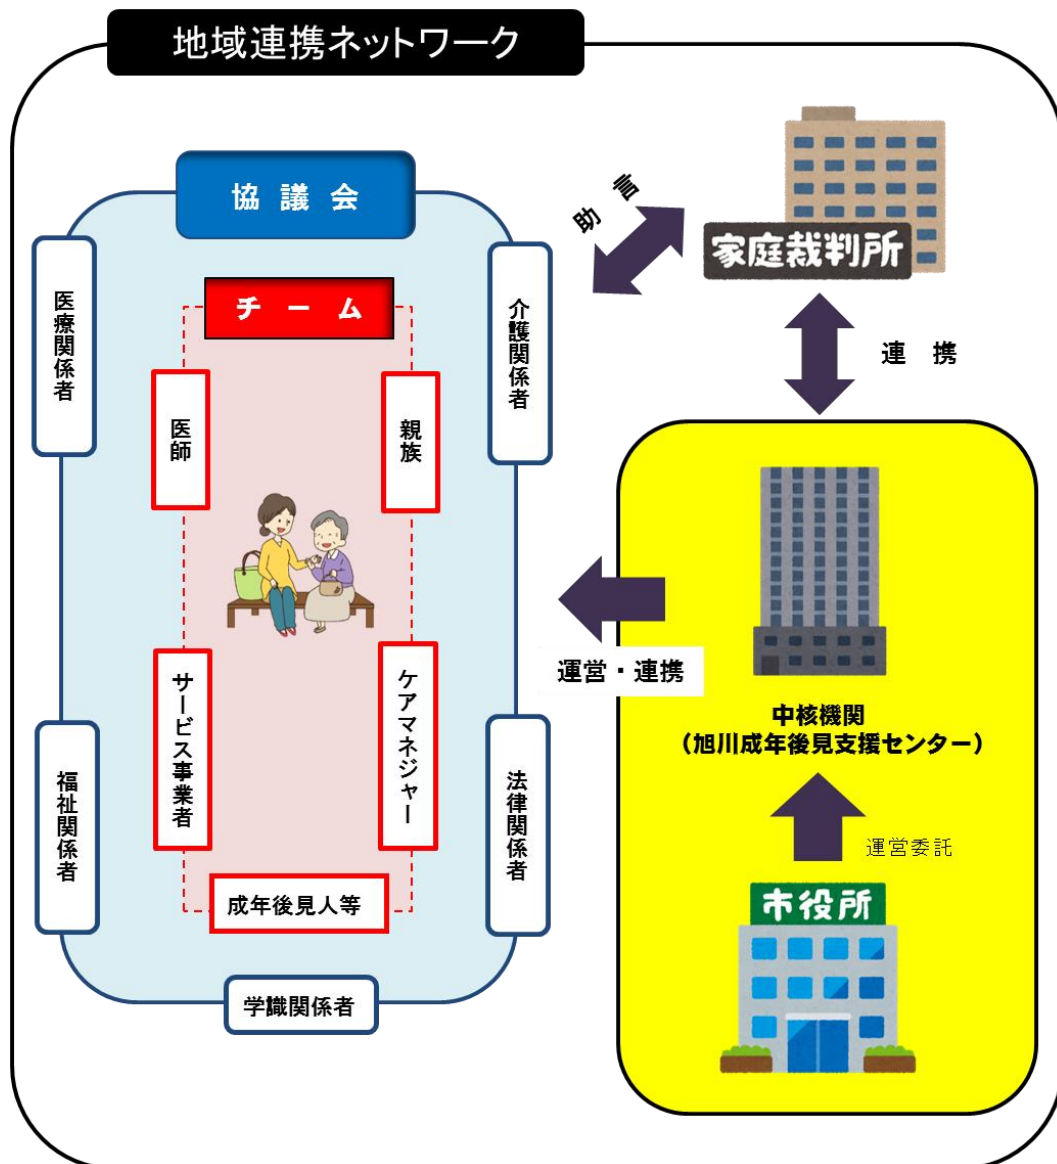 地域連携ネットワーク
協議会
助言
家庭裁判所
連携
医療関係者
介護関係者
チーム
医師
親族
サービス事業者
ケアマネジャー
成年後見人等
福祉関係者
法律関係者
学識関係者
運営・連携
中核機関
（旭川成年後見支援センター）
運営委託
市役所